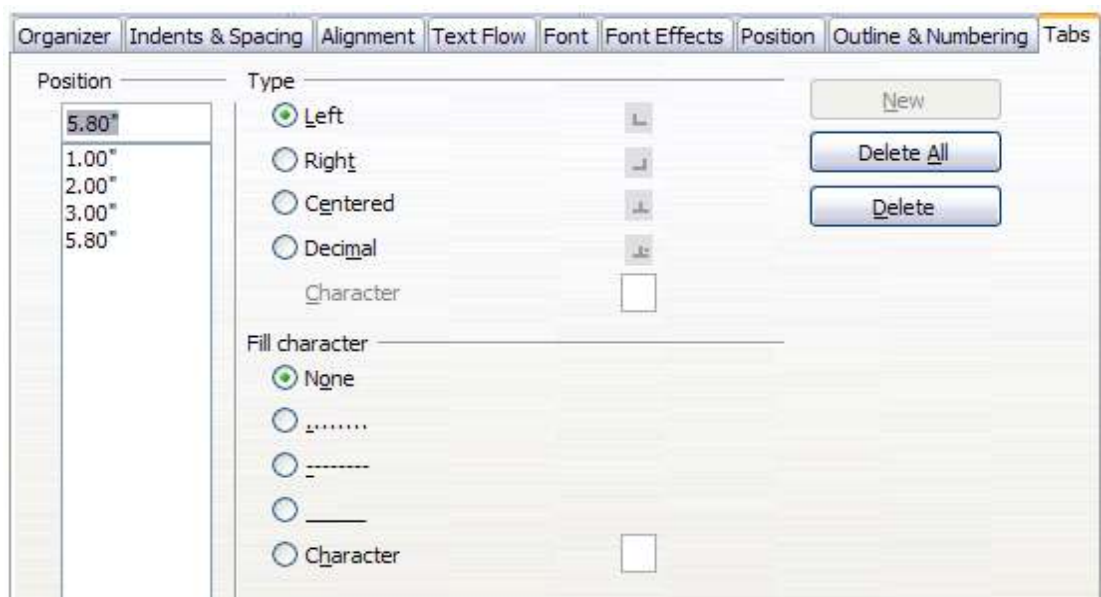 Organizer Indents & Spacing Alignment Text Flow Font Font Effects Position Outline & Numbering Tabs
Position
5.80"
1.00"
2.00"
3.00"
5.80"
Type
Left
Right
Centered
Decimal
Character
Fill character
None
.........
--------
_____
Character
New
Delete All
Delete